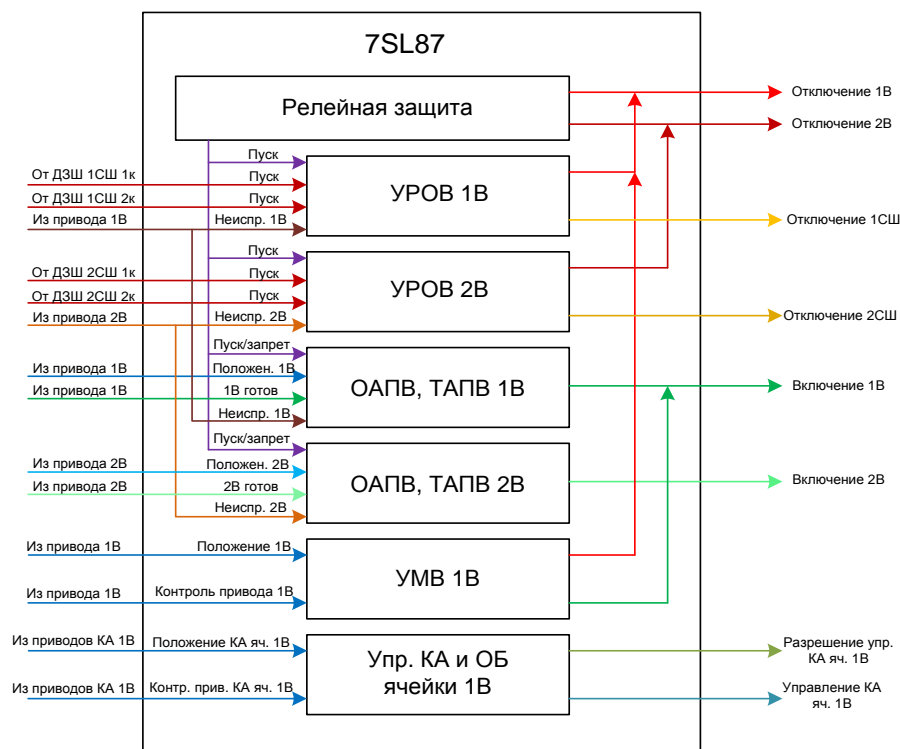 7SL87
Релейная защита
Отключение 1В
Отключение 2В
Пуск
От ДЗШ 1СШ 1к
Пуск
От ДЗШ 1СШ 2к
Пуск
Из привода 1В
Неиспр. 1В
УРОВ 1В
Отключение 1СШ
Пуск
От ДЗШ 2СШ 1к
Пуск
От ДЗШ 2СШ 2к
Пуск
Из привода 2В
Неиспр. 2В
УРОВ 2В
Отключение 2СШ
Пуск/запрет
Из привода 1В
Положен. 1В
Из привода 1В
1В готов
Неиспр. 1В
ОАПВ, ТАПВ 1В
Включение 1В
Пуск/запрет
Из привода 2В
Положен. 2В
Из привода 2В
2В готов
Неиспр. 2В
ОАПВ, ТАПВ 2В
Включение 2В
Из привода 1В
Положение 1В
Из привода 1В
Контроль привода 1В
УМВ 1В
Из приводов КА 1В
Положение КА яч. 1В
Из приводов КА 1В
Контр. прив. КА яч. 1В
Упр. КА и ОБ
ячейки 1В
Разрешение упр.
КА яч. 1В
Управление КА
яч. 1В